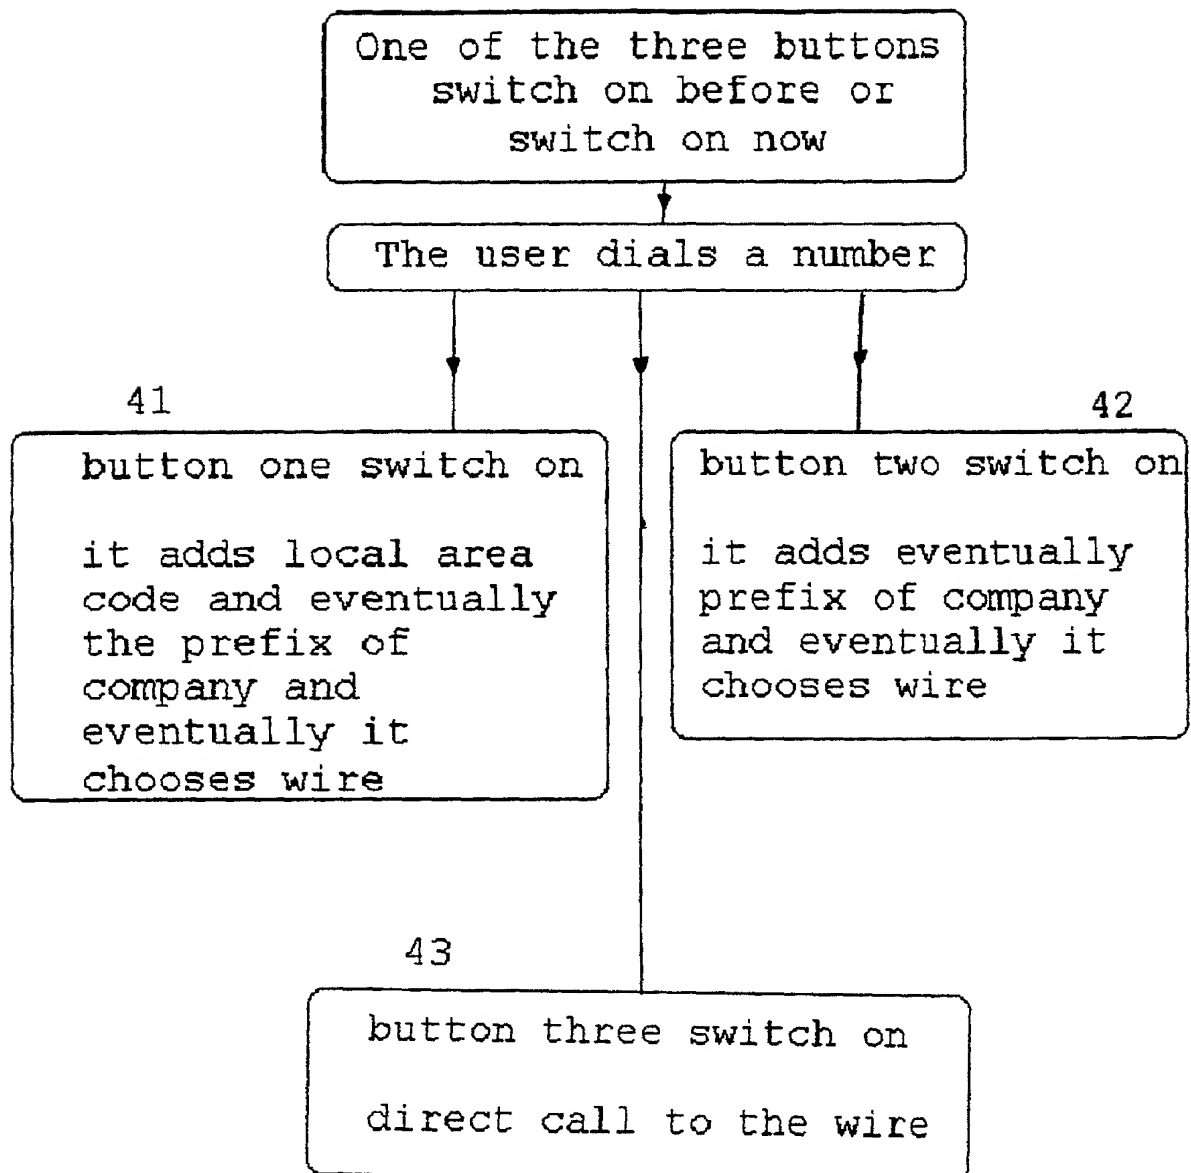 One of the three buttons
switch on before or
switch on now
The user dials a number
41
button one switch on
it adds local area
code and eventually
the prefix of
company and
eventually it
chooses wire
42
button two switch on
it adds eventually
prefix of company
and eventually it
chooses wire
43
button three switch on
direct call to the wire